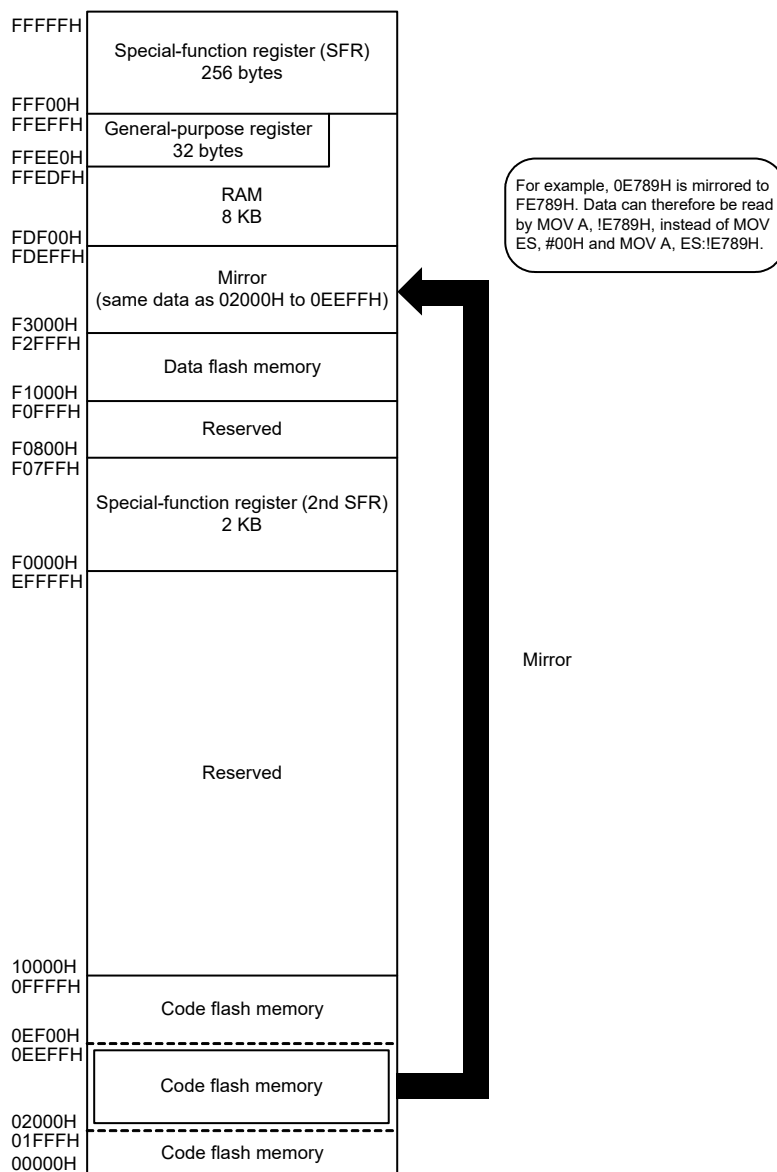 FFFFFH
Special-function register (SFR)
256 bytes
FFF00H
FFEFFH
General-purpose register
32 bytes
FFEE0H
FFEDFH
RAM
8 KB
For example, 0E789H is mirrored to
FE789H. Data can therefore be read
by MOV A, !E789H, instead of MOV
ES, #00H and MOV A, ES:!E789H.
FDF00H
FDEFFH
Mirror
(same data as 02000H to 0EEFFH)
F3000H
F2FFFH
Data flash memory
F1000H
F0FFFH
Reserved
F0800H
F07FFH
Special-function register (2nd SFR)
2 KB
F0000H
EFFFFH
Mirror
Reserved
10000H
0FFFFH
Code flash memory
0EF00H
0EEFFH
Code flash memory
02000H
01FFFH
Code flash memory
00000H